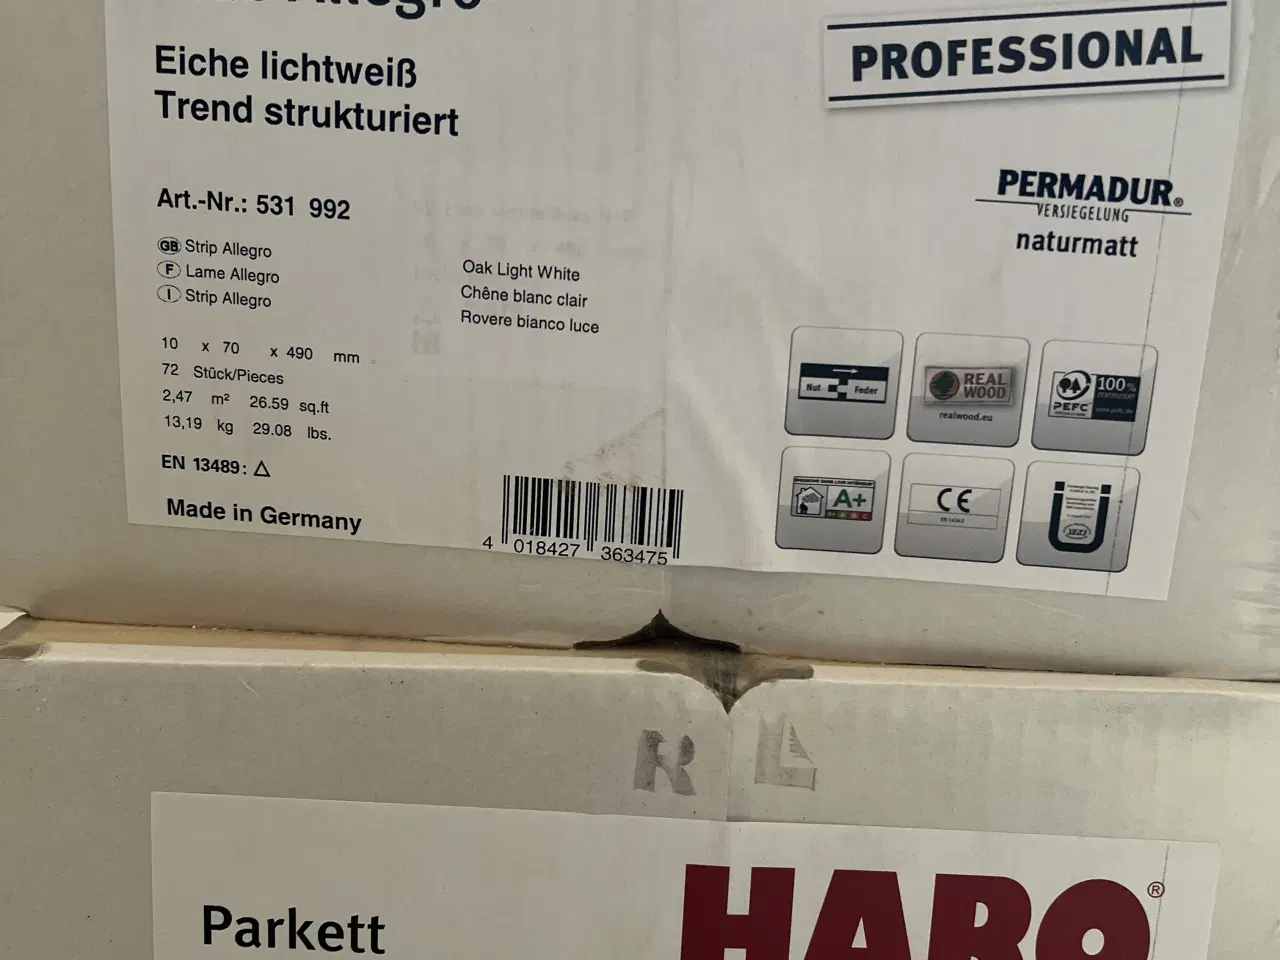 Allegro
Eiche lichtweiß
Trend strukturiert
PROFESSIONAL
Art.-Nr.: 531 992
PERMADUR®
VERSIEGELUNG
naturmatt
GB Strip Allegro
F Lame Allegro
I Strip Allegro
Oak Light White
Chêne blanc clair
Rovere bianco luce
10 x 70 x 490 mm
72 Stück/Pieces
2,47 m² 26.59 sq.ft
13,19 kg 29.08 lbs.
EN 13489: △
Made in Germany
4 018427 363475
Nut Feder
REAL
WOOD
realwood.eu
PEFC
100%
A+
CE
R L
Parkett
HARO®